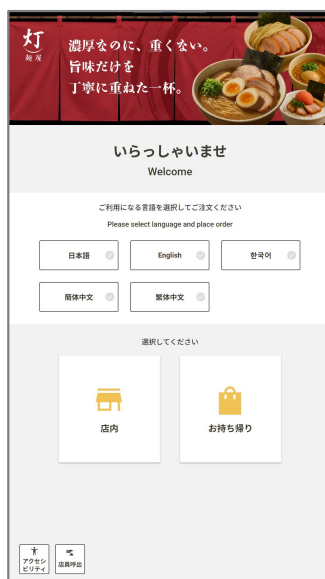 灯
麺屋
濃厚なのに、重くない。
旨味だけを
丁寧に重ねた一杯。
いらっしゃいませ
Welcome
ご利用になる言語を選択してご注文ください
Please select language and place order
日本語
English
한국어
简体中文
繁体中文
選択してください
店内
お持ち帰り
アクセシ
ビリティ
店員呼出